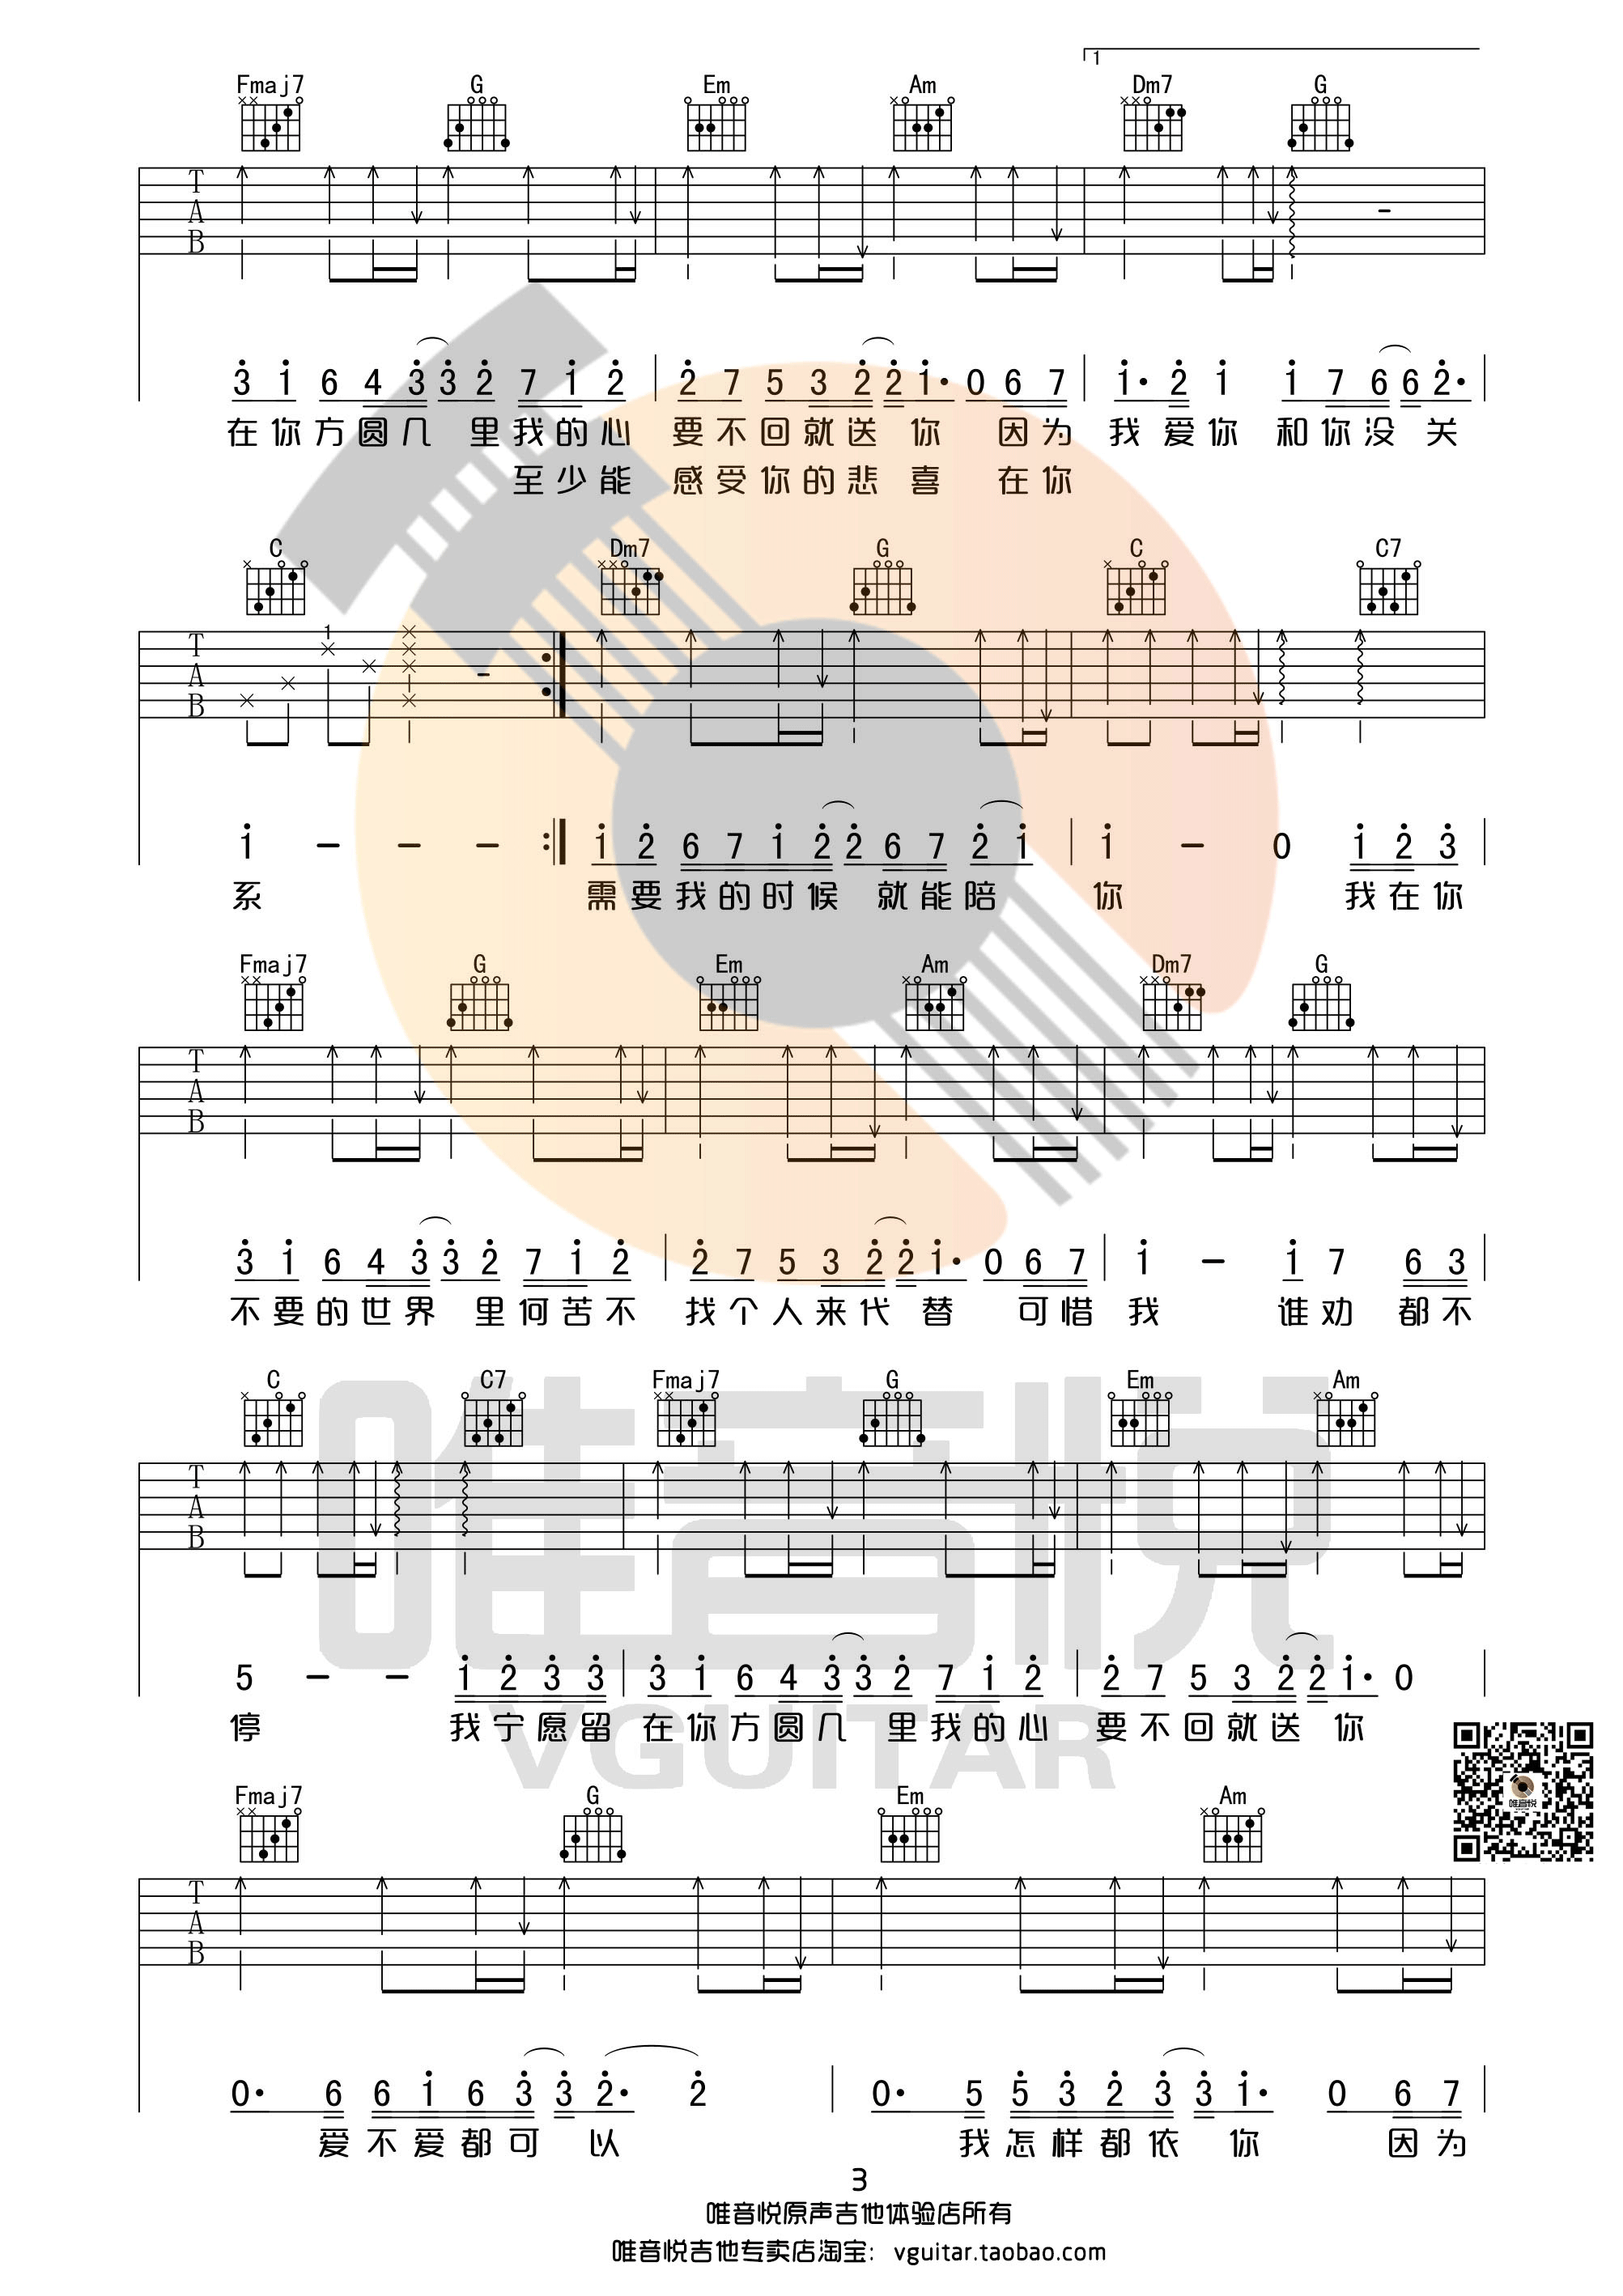 1
Fmaj7 G Em Am Dm7 G
T
A
B
3 1 6 4 3 3 2 7 1 2 2 7 5 3 2 2 1· 0 6 7 1· 2 1 1 7 6 6 2·
在你方圆几 里我的心 要不回就送 你 因为 我爱你 和你没 关
至少能 感受你的悲 喜 在你
C Dm7 G C C7
T
A
B
1
1 - - - 1 2 6 7 1 2 2 6 7 2 1 1 - 0 1 2 3
系 需要我的时候 就能陪 你 我在你
Fmaj7 G Em Am Dm7 G
T
A
B
3 1 6 4 3 3 2 7 1 2 2 7 5 3 2 2 1· 0 6 7 1 - 1 7 6 3
不要的世界 里何苦不 找个人来代 替 可惜 我 谁劝 都不
C C7 Fmaj7 G Em Am
T
A
B
5 - - 1 2 3 3 3 1 6 4 3 3 2 7 1 2 2 7 5 3 2 2 1· 0
停 我宁愿留 在你方圆几 里我的心 要不回就送 你
唯音悦
VGUITAR
唯音悦
Fmaj7 G Em Am
T
A
B
0· 6 6 1 6 3 3 2· 2 0· 5 5 3 2 3 3 1· 0 6 7
爱不爱都可 以 我怎样都依 你 因为
3
唯音悦原声吉他体验店所有
唯音悦吉他专卖店淘宝：vguitar.taobao.com